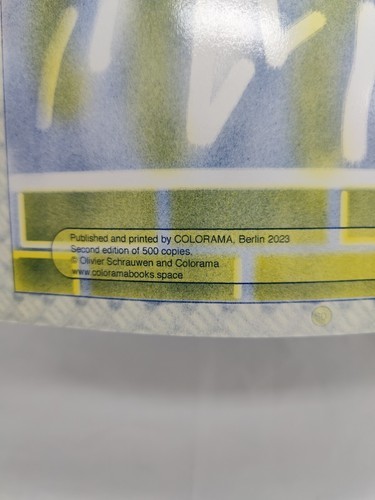 Published and printed by COLORAMA, Berlin 2023
Second edition of 500 copies.
© Olivier Schrauwen and Colorama
www.coloramabooks.space